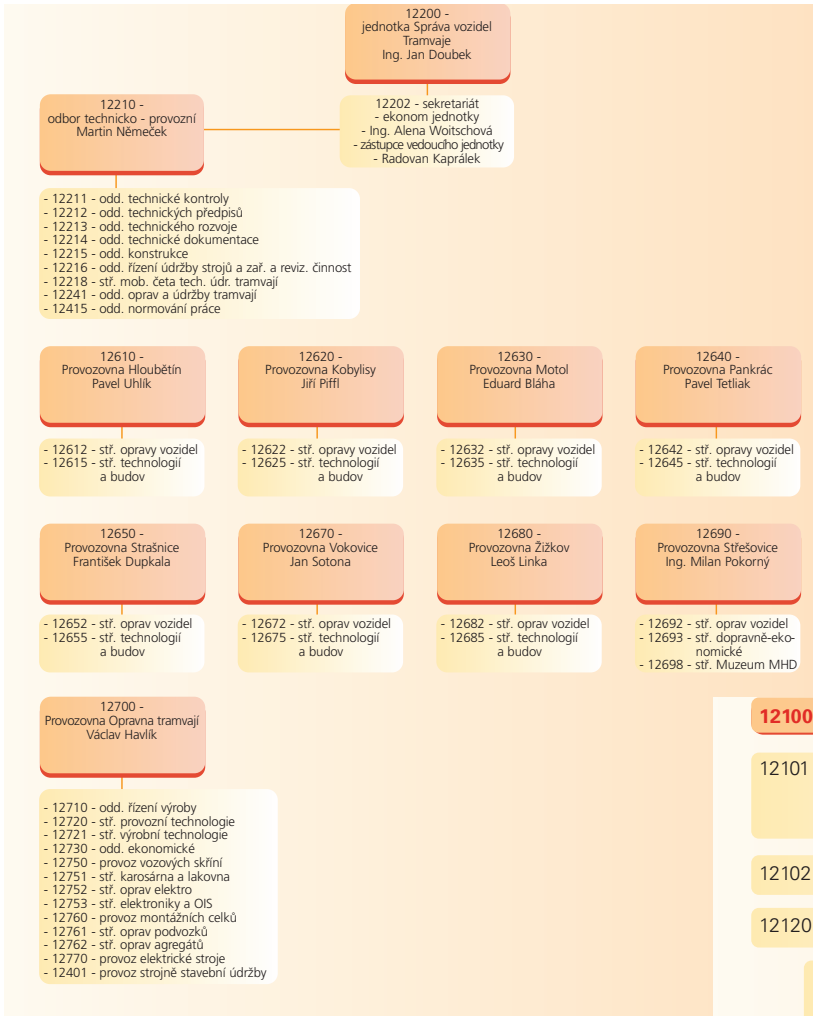 12200 -
jednotka Správa vozidel
Tramvaje
Ing. Jan Doubek
12210 -
odbor technicko - provozní
Martin Němeček
12202 - sekretariát
- ekonom jednotky
- Ing. Alena Woitschová
- zástupce vedoucího jednotky
- Radovan Kaprálek
- 12211 - odd. technické kontroly
- 12212 - odd. technických předpisů
- 12213 - odd. technického rozvoje
- 12214 - odd. technické dokumentace
- 12215 - odd. konstrukce
- 12216 - odd. řízení údržby strojů a zař. a reviz. činnost
- 12218 - stř. mob. četa tech. údr. tramvají
- 12241 - odd. oprav a údržby tramvají
- 12415 - odd. normování práce
12610 -
Provozovna Hloubětín
Pavel Uhlík
- 12612 - stř. opravy vozidel
- 12615 - stř. technologií
a budov
12620 -
Provozovna Kobylisy
Jiří Piffl
- 12622 - stř. opravy vozidel
- 12625 - stř. technologií
a budov
12630 -
Provozovna Motol
Eduard Bláha
- 12632 - stř. opravy vozidel
- 12635 - stř. technologií
a budov
12640 -
Provozovna Pankrác
Pavel Tetliak
- 12642 - stř. opravy vozidel
- 12645 - stř. technologií
a budov
12650 -
Provozovna Strašnice
František Dupkala
- 12652 - stř. oprav vozidel
- 12655 - stř. technologií
a budov
12670 -
Provozovna Vokovice
Jan Sotona
- 12672 - stř. oprav vozidel
- 12675 - stř. technologií
a budov
12680 -
Provozovna Žižkov
Leoš Linka
- 12682 - stř. oprav vozidel
- 12685 - stř. technologií
a budov
12690 -
Provozovna Střešovice
Ing. Milan Pokorný
- 12692 - stř. oprav vozidel
- 12693 - stř. dopravně-eko-
nomické
- 12698 - stř. Muzeum MHD
12700 -
Provozovna Opravna tramvají
Václav Havlík
- 12710 - odd. řízení výroby
- 12720 - stř. provozní technologie
- 12721 - stř. výrobní technologie
- 12730 - odd. ekonomické
- 12750 - provoz vozových skříní
- 12751 - stř. karosárna a lakovna
- 12752 - stř. oprav elektro
- 12753 - stř. elektroniky a OIS
- 12760 - provoz montážních celků
- 12761 - stř. oprav podvozků
- 12762 - stř. oprav agregátů
- 12770 - provoz elektrické stroje
- 12401 - provoz strojně stavební údržby
12100
12101
12102
12120